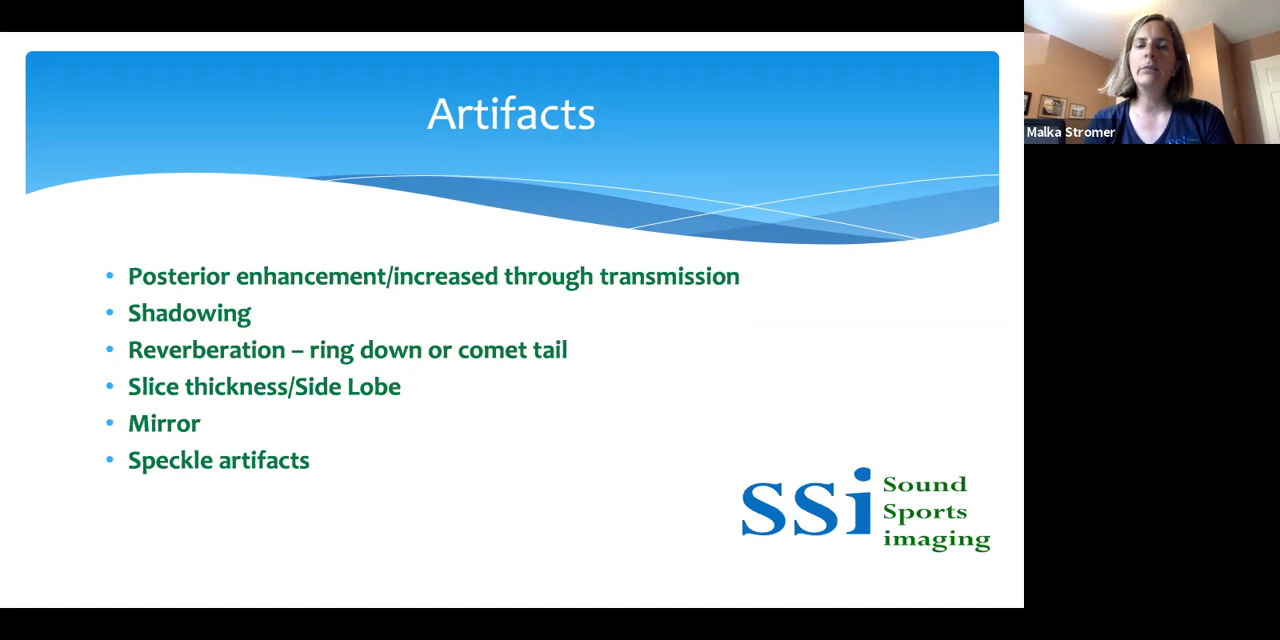 Artifacts
Posterior enhancement/increased through transmission
Shadowing
Reverberation – ring down or comet tail
Slice thickness/Side Lobe
Mirror
Speckle artifacts
ssi
Sound
Sports
imaging
Malka Stromer
ssi